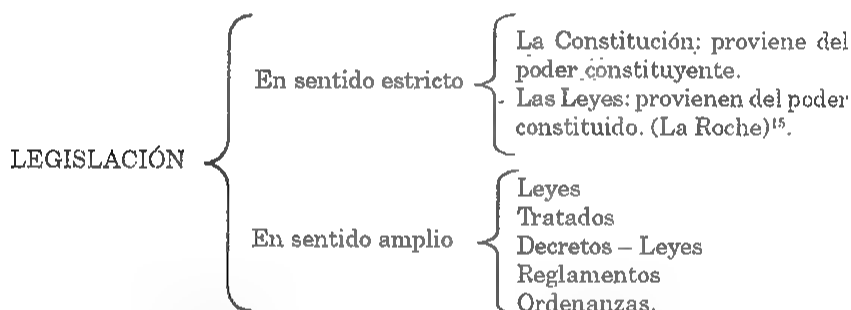 LEGISLACIÓN
En sentido estricto
La Constitución: proviene del
poder constituyente.
Las Leyes: provienen del poder
constituido. (La Roche)¹⁵.
En sentido amplio
Leyes
Tratados
Decretos – Leyes
Reglamentos
Ordenanzas.